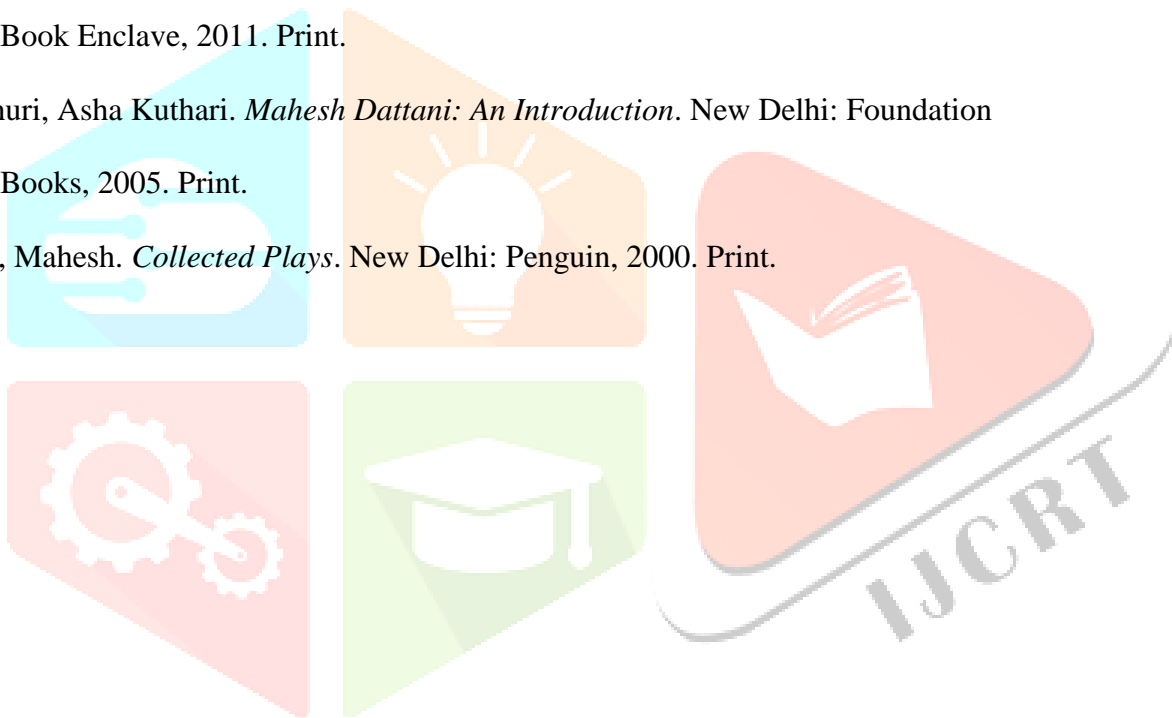 Book Enclave, 2011. Print.
huri, Asha Kuthari. Mahesh Dattani: An Introduction. New Delhi: Foundation
Books, 2005. Print.
, Mahesh. Collected Plays. New Delhi: Penguin, 2000. Print.
IJCRT